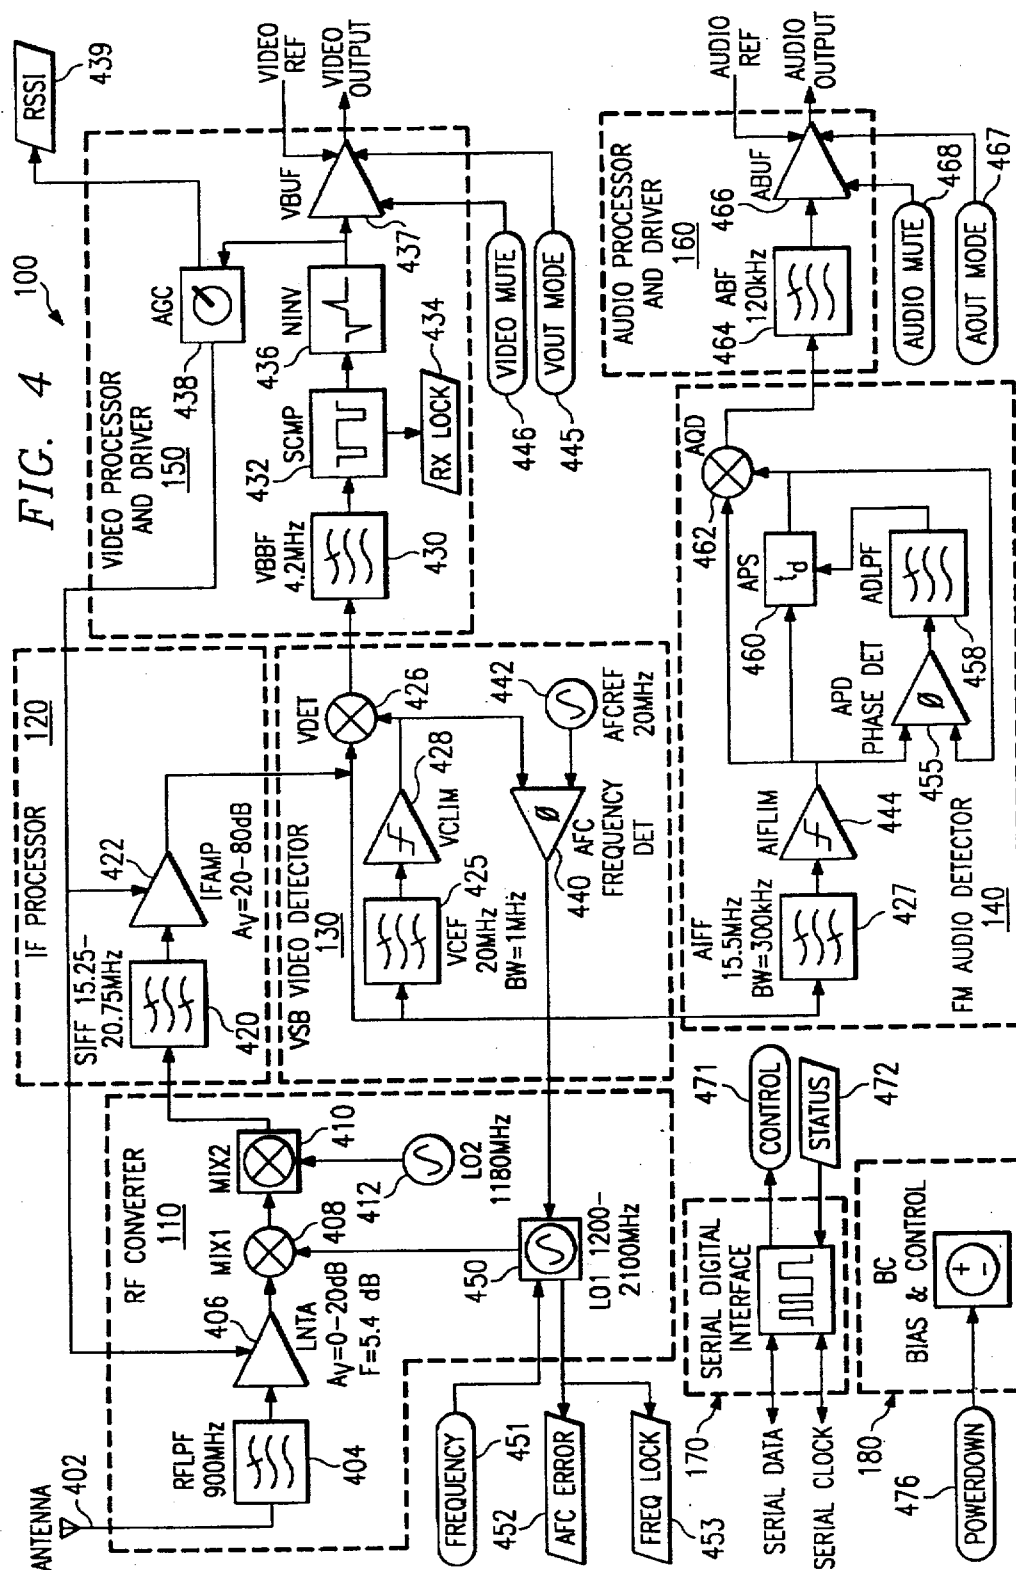 FIG. 4
100
ANTENNA
402
RF CONVERTER
110
RFLPF
900MHz
404
406
LNTA
Av=0-20dB
F=5.4 dB
MIX1
408
MIX2
410
412
LO2
1180MHz
450
LO1 1200-
2100MHz
FREQUENCY
451
452
AFC ERROR
FREQ LOCK
453
IF PROCESSOR
120
SIFF 15.25-
20.75MHz
420
422
IFAMP
Av=20-80dB
VSB VIDEO DETECTOR
130
VDET
426
428
VCLIM
425
VCEF
20MHz
BW=1MHz
442
AFCREF
20MHz
Ø
440
AFC
FREQUENCY
DET
VIDEO PROCESSOR
AND DRIVER
150
AGC
438
RSSI
439
VBBF
4.2MHz
430
432
SCMP
RX LOCK
434
436
NINV
VBUF
437
VIDEO
REF
VIDEO
OUTPUT
446
VIDEO MUTE
445
VOUT MODE
FM AUDIO DETECTOR
140
AIFF
15.5MHz
BW=300kHz
427
AIFLIM
444
APD
PHASE DET
Ø
455
ADLPF
458
APS
td
460
AQD
462
AUDIO PROCESSOR
AND DRIVER
160
464 ABF
120kHz
ABUF
466
AUDIO
REF
AUDIO
OUTPUT
AUDIO MUTE
468
AOUT MODE
467
SERIAL DIGITAL
INTERFACE
170
SERIAL DATA
SERIAL CLOCK
471
CONTROL
STATUS
472
BC
BIAS & CONTROL
180
+
-
476
POWERDOWN